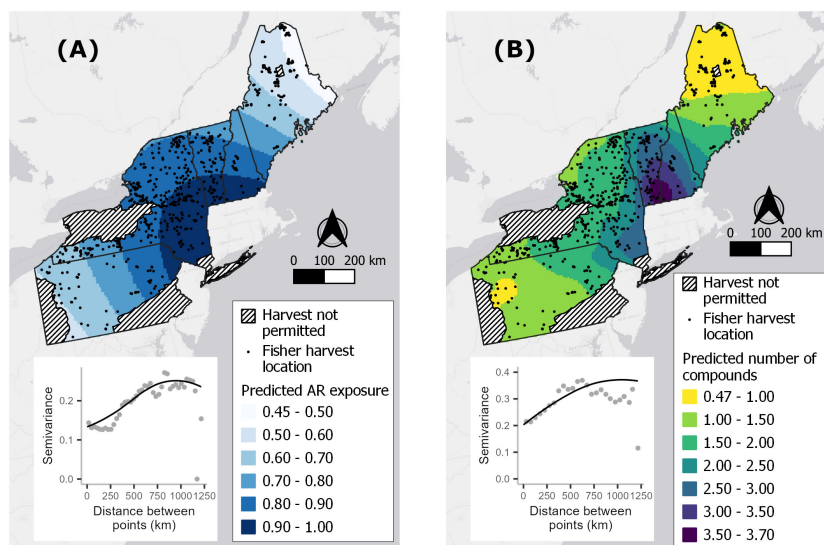 (A)
0 100 200 km
Harvest not
permitted
Fisher harvest
location
Predicted AR exposure
0.45 - 0.50
0.50 - 0.60
0.60 - 0.70
0.70 - 0.80
0.80 - 0.90
0.90 - 1.00
Semivariance
0.2
0.1
0.0
0 250 500 750 1000 1250
Distance between
points (km)
(B)
0 100 200 km
Harvest not
permitted
Fisher harvest
location
Predicted number of
compounds
0.47 - 1.00
1.00 - 1.50
1.50 - 2.00
2.00 - 2.50
2.50 - 3.00
3.00 - 3.50
3.50 - 3.70
Semivariance
0.4
0.3
0.2
0.1
0.0
0 250 500 750 1000 1250
Distance between
points (km)